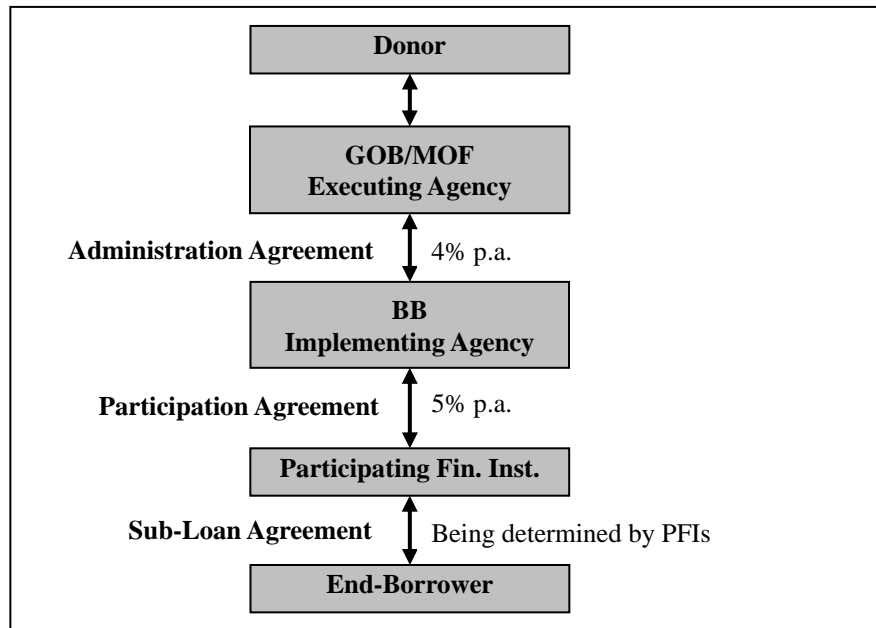 Donor
GOB/MOF
Executing Agency
Administration Agreement 4% p.a.
BB
Implementing Agency
Participation Agreement 5% p.a.
Participating Fin. Inst.
Sub-Loan Agreement Being determined by PFIs
End-Borrower